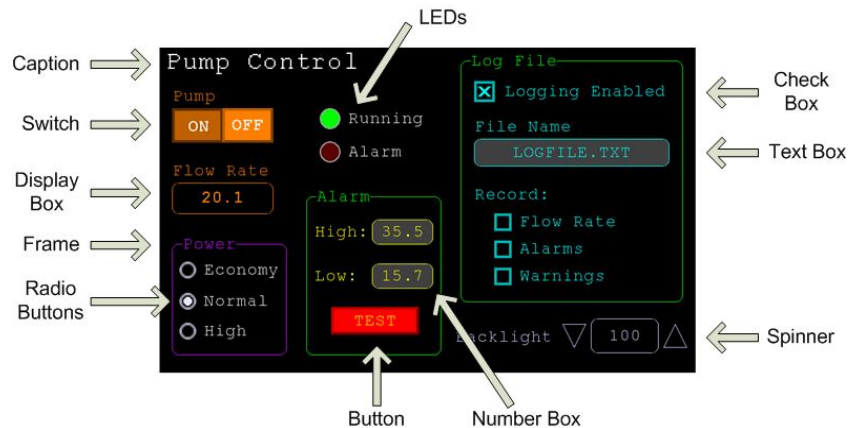 LEDs
Caption
Pump Control
Log File
Logging Enabled
Check
Box
Pump
Switch
ON OFF
Running
File Name
LOGFILE.TXT
Text Box
Alarm
Flow Rate
Display
Box
20.1
Alarm
Record:
Flow Rate
High: 35.5
Alarms
Frame
Power
Economy
Low: 15.7
Warnings
Radio
Buttons
Normal
TEST
High
Backlight 100
Spinner
Button
Number Box